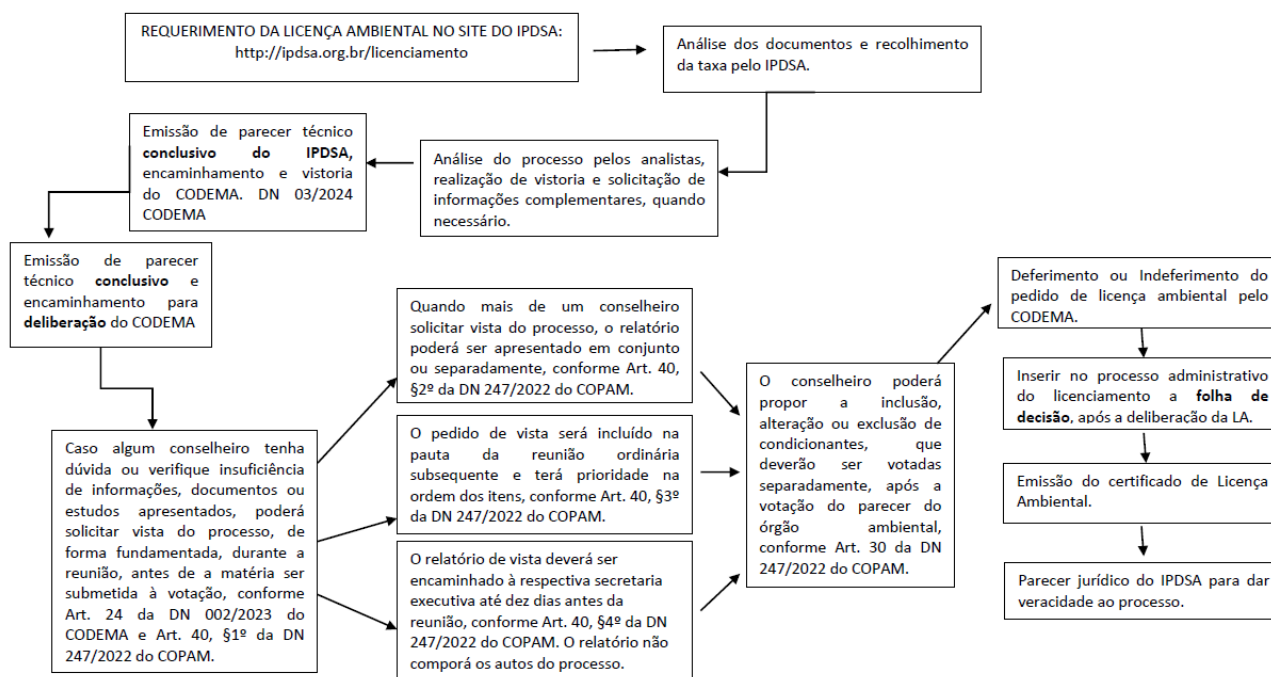 REQUERIMENTO DA LICENÇA AMBIENTAL NO SITE DO IPDSA:
http://ipdsa.org.br/licenciamento
Análise dos documentos e recolhimento
da taxa pelo IPDSA.
Emissão de parecer técnico
conclusivo do IPDSA,
encaminhamento e vistoria
do CODEMA. DN 03/2024
CODEMA
Análise do processo pelos analistas,
realização de vistoria e solicitação de
informações complementares, quando
necessário.
Emissão de parecer
técnico conclusivo e
encaminhamento para
deliberação do CODEMA
Caso algum conselheiro tenha
dúvida ou verifique insuficiência
de informações, documentos ou
estudos apresentados, poderá
solicitar vista do processo, de
forma fundamentada, durante a
reunião, antes de a matéria ser
submetida à votação, conforme
Art. 24 da DN 002/2023 do
CODEMA e Art. 40, §1º da DN
247/2022 do COPAM.
Quando mais de um conselheiro
solicitar vista do processo, o relatório
poderá ser apresentado em conjunto
ou separadamente, conforme Art. 40,
§2º da DN 247/2022 do COPAM.
O pedido de vista será incluído na
pauta da reunião ordinária
subsequente e terá prioridade na
ordem dos itens, conforme Art. 40, §3º
da DN 247/2022 do COPAM.
O relatório de vista deverá ser
encaminhado à respectiva secretaria
executiva até dez dias antes da
reunião, conforme Art. 40, §4º da DN
247/2022 do COPAM. O relatório não
comporá os autos do processo.
O conselheiro poderá
propor a inclusão,
alteração ou exclusão de
condicionantes, que
deverão ser votadas
separadamente, após a
votação do parecer do
órgão ambiental,
conforme Art. 30 da DN
247/2022 do COPAM.
Deferimento ou Indeferimento do
pedido de licença ambiental pelo
CODEMA.
Inserir no processo administrativo
do licenciamento a folha de
decisão, após a deliberação da LA.
Emissão do certificado de Licença
Ambiental.
Parecer jurídico do IPDSA para dar
veracidade ao processo.